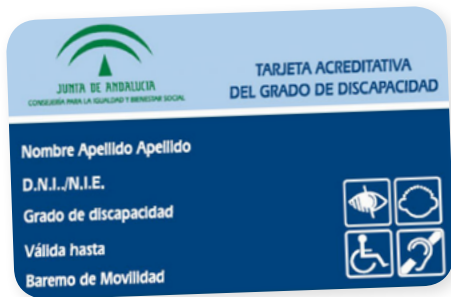 JUNTA DE ANDALUCIA
CONSEJERÍA PARA LA IGUALDAD Y BIENESTAR SOCIAL
TARJETA ACREDITATIVA
DEL GRADO DE DISCAPACIDAD
Nombre Apellido Apellido
D.N.I../N.I.E.
Grado de discapacidad
Válida hasta
Baremo de Movilidad